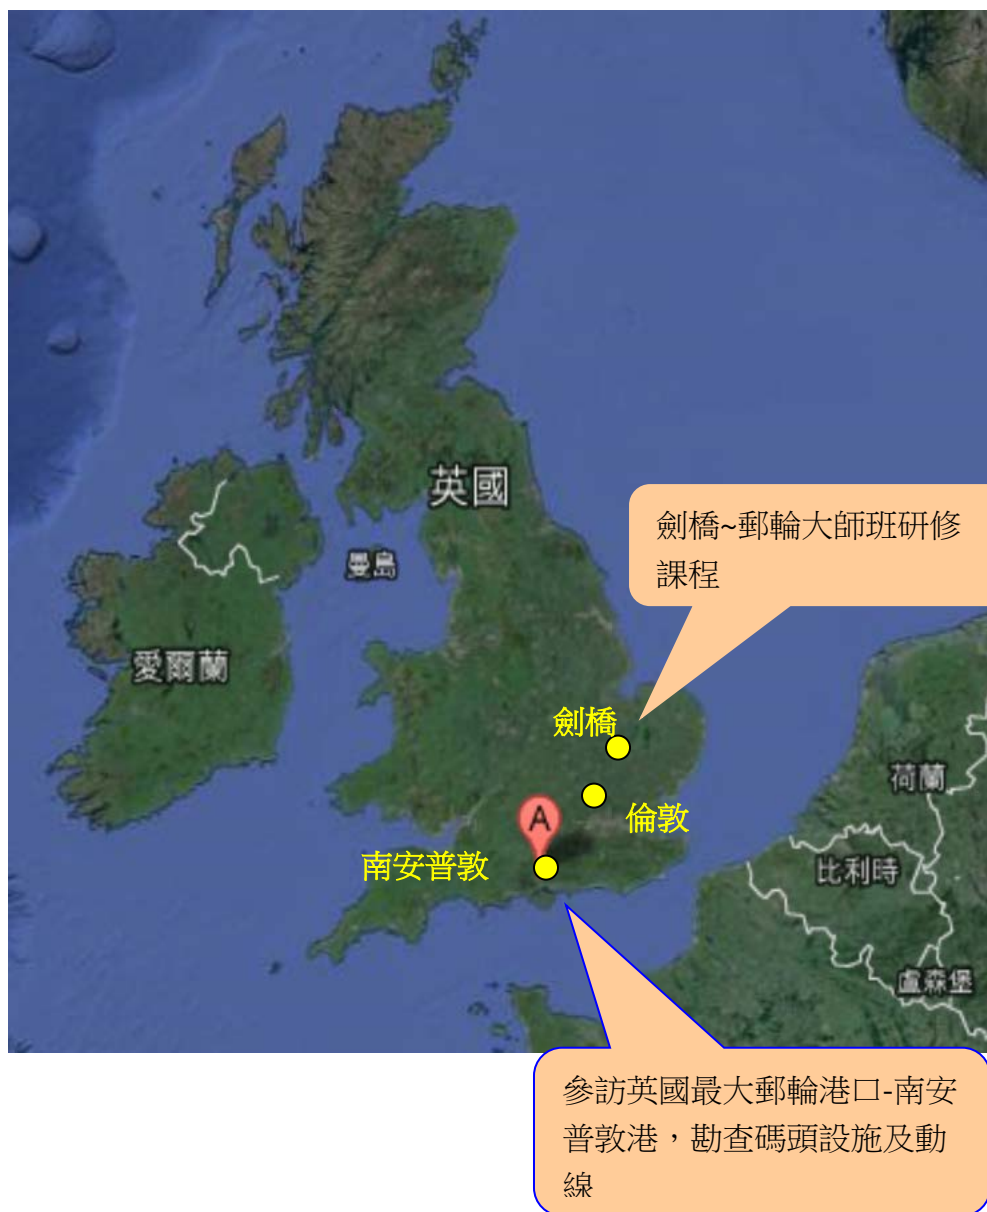 英國
劍橋~郵輪大師班研修
課程
曼島
愛爾蘭
劍橋
荷蘭
倫敦
A
南安普敦
比利時
盧森堡
參訪英國最大郵輪港口-南安
普敦港，勘查碼頭設施及動
線